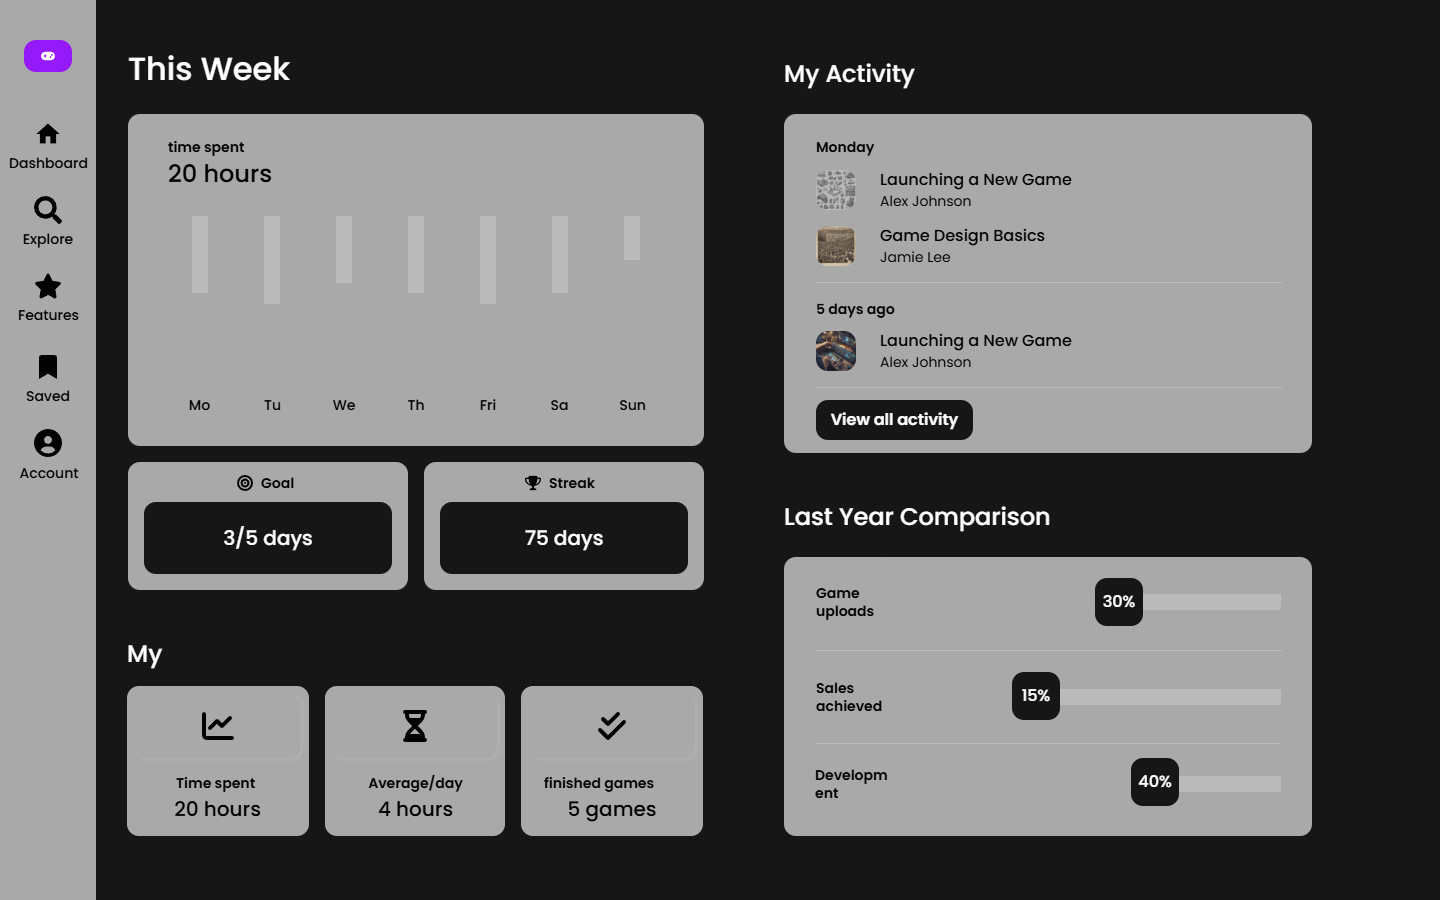 Dashboard
Explore
Features
Saved
Account
This Week
time spent
20 hours
Mo Tu We Th Fri Sa Sun
Goal
3/5 days
Streak
75 days
My
Time spent
20 hours
Average/day
4 hours
finished games
5 games
My Activity
Monday
Launching a New Game
Alex Johnson
Game Design Basics
Jamie Lee
5 days ago
Launching a New Game
Alex Johnson
View all activity
Last Year Comparison
Game
uploads
30%
Sales
achieved
15%
Developm
ent
40%